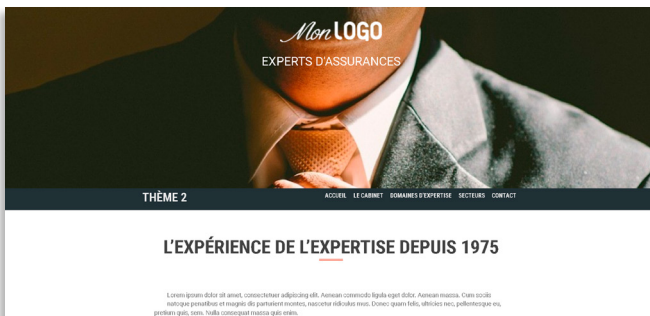 Mon LOGO
EXPERTS D'ASSURANCES
THÈME 2
ACCUEIL LE CABINET DOMAINES D'EXPERTISE SECTEURS CONTACT
L'EXPÉRIENCE DE L'EXPERTISE DEPUIS 1975
Lorem ipsum dolor sit amet, consectetuer adipiscing elit. Aenean commodo ligula eget dolor. Aenean massa. Cum sociis
natoque penatibus et magnis dis parturient montes, nascetur ridiculus mus. Donec quam felis, ultricies nec, pellentesque eu,
pretium quis, sem. Nulla consequat massa quis enim.